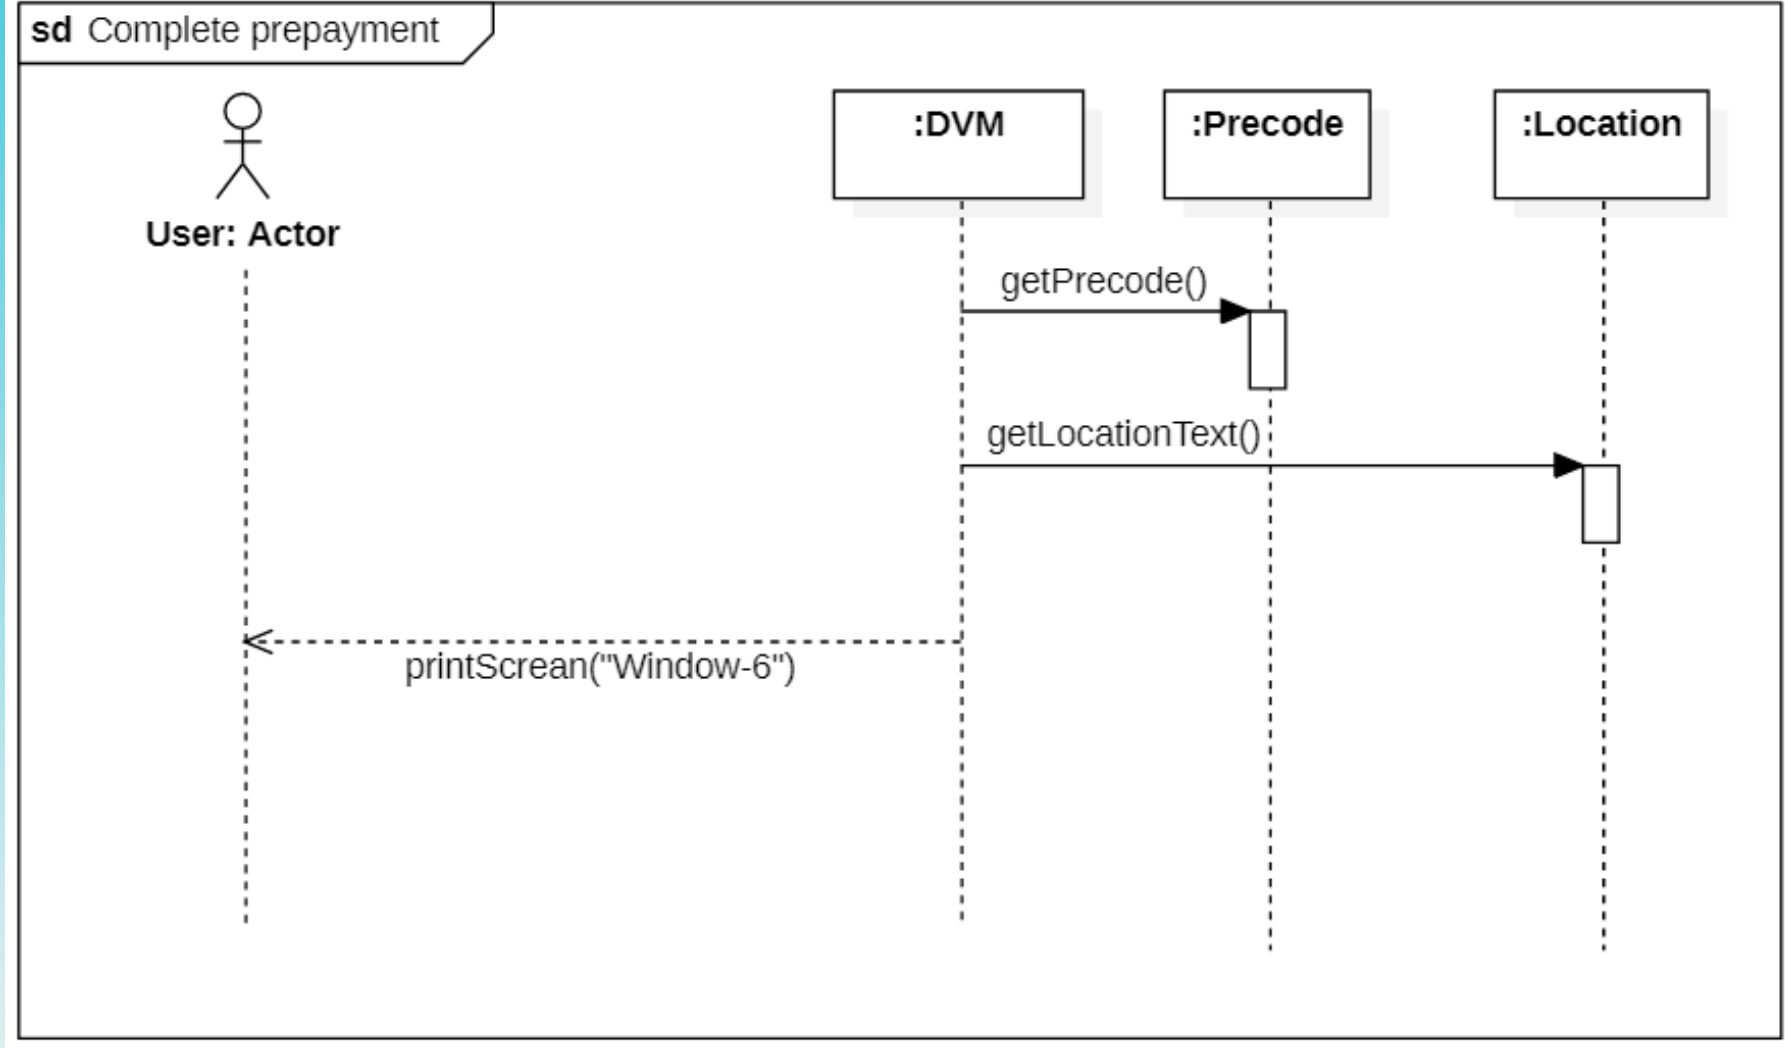 sd Complete prepayment
:DVM
:Precode
:Location
User: Actor
getPrecode()
getLocationText()
printScrean("Window-6")